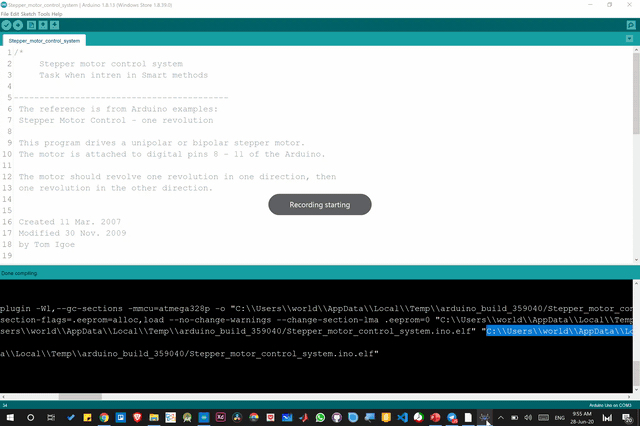 Stepper_motor_control_system | Arduino 1.8.13 (Windows Store 1.8.39.0)
File Edit Sketch Tools Help
Stepper_motor_control_system
1 /*
2 Stepper motor control system
3 Task when intren in Smart methods
4
5 ----------------------------------------
6 The reference is from Arduino examples:
7 Stepper Motor Control - one revolution
8
9 This program drives a unipolar or bipolar stepper motor.
10 The motor is attached to digital pins 8 - 11 of the Arduino.
11
12 The motor should revolve one revolution in one direction, then
13 one revolution in the other direction.
14
15
16 Created 11 Mar. 2007
17 Modified 30 Nov. 2009
18 by Tom Igoe
19
Recording starting
Done compiling.
plugin -Wl,--gc-sections -mmcu=atmega328p -o "C:\\Users\\world\\AppData\\Local\\Temp\\arduino_build_359040/Stepper_motor_con
section-flags=.eeprom=alloc,load --no-change-warnings --change-section-lma .eeprom=0 "C:\\Users\\world\\AppData\\Local\\Temp
sers\\world\\AppData\\Local\\Temp\\arduino_build_359040/Stepper_motor_control_system.ino.elf" "C:\\Users\\world\\AppData\\Lo
a\\Local\\Temp\\arduino_build_359040/Stepper_motor_control_system.ino.elf"
34
Arduino Uno on COM3
ENG
9:55 AM
28-Jun-20